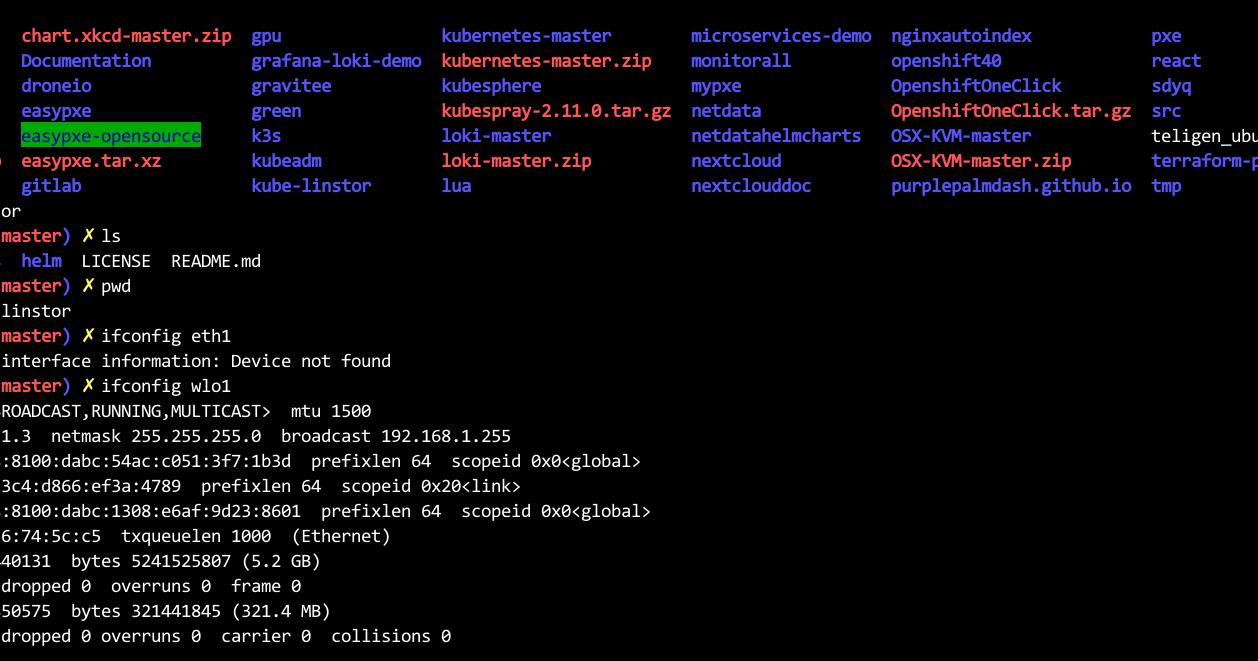 chart.xkcd-master.zip gpu kubernetes-master microservices-demo nginxautoindex pxe
Documentation grafana-loki-demo kubernetes-master.zip monitorall openshift40 react
droneio gravitee kubesphere mypxe OpenshiftOneClick sdyq
easypxe green kubespray-2.11.0.tar.gz netdata OpenshiftOneClick.tar.gz src
easypxe-opensource k3s loki-master netdatahelmcharts OSX-KVM-master teligen_ubu
easypxe.tar.xz kubeadm loki-master.zip nextcloud OSX-KVM-master.zip terraform-p
gitlab kube-linstor lua nextclouddoc purplepalmdash.github.io tmp
or
master) ✗ ls
helm LICENSE README.md
master) ✗ pwd
linstor
master) ✗ ifconfig eth1
interface information: Device not found
master) ✗ ifconfig wlo1
ROADCAST,RUNNING,MULTICAST> mtu 1500
1.3 netmask 255.255.255.0 broadcast 192.168.1.255
:8100:dabc:54ac:c051:3f7:1b3d prefixlen 64 scopeid 0x0<global>
3c4:d866:ef3a:4789 prefixlen 64 scopeid 0x20<link>
:8100:dabc:1308:e6af:9d23:8601 prefixlen 64 scopeid 0x0<global>
6:74:5c:c5 txqueuelen 1000 (Ethernet)
40131 bytes 5241525807 (5.2 GB)
dropped 0 overruns 0 frame 0
50575 bytes 321441845 (321.4 MB)
dropped 0 overruns 0 carrier 0 collisions 0